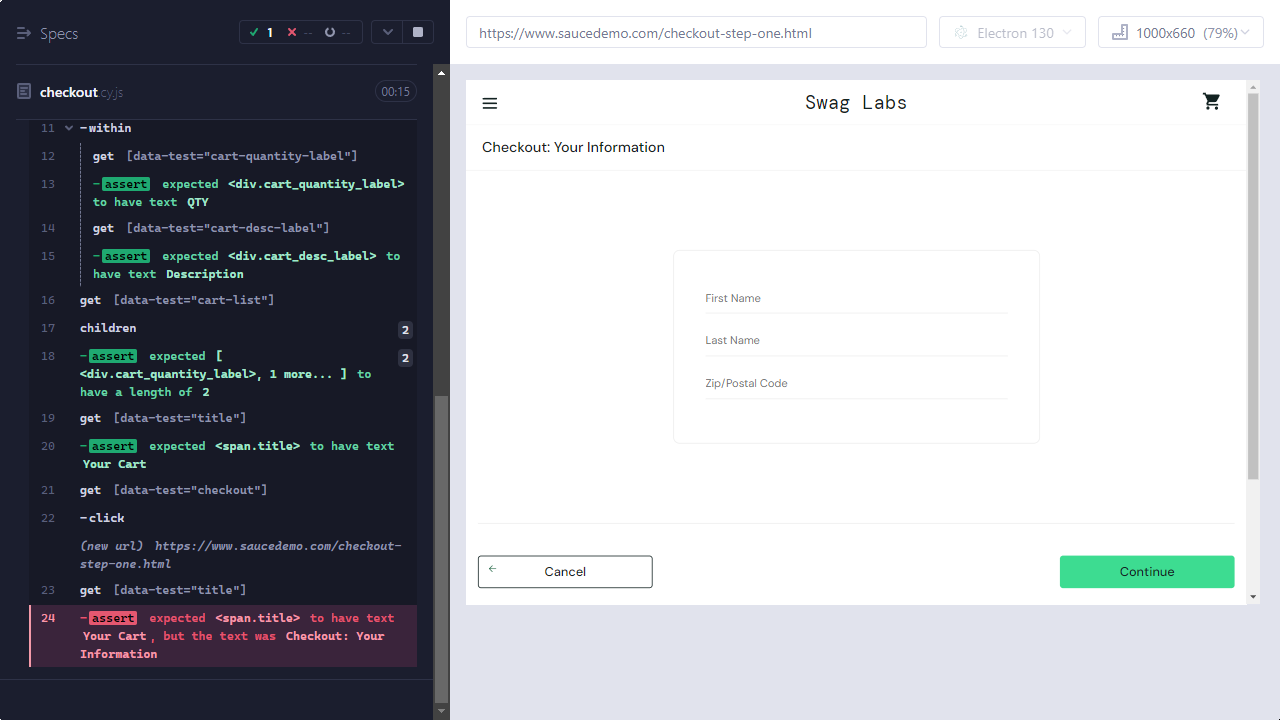 Specs
1
--
--
https://www.saucedemo.com/checkout-step-one.html
Electron 130
1000x660 (79%)
checkout.cy.js
00:15
11 -within
12 get [data-test="cart-quantity-label"]
13 -assert expected <div.cart_quantity_label>
to have text QTY
14 get [data-test="cart-desc-label"]
15 -assert expected <div.cart_desc_label> to
have text Description
16 get [data-test="cart-list"]
17 children 2
18 -assert expected [ 2
<div.cart_quantity_label>, 1 more... ] to
have a length of 2
19 get [data-test="title"]
20 -assert expected <span.title> to have text
Your Cart
21 get [data-test="checkout"]
22 -click
(new url) https://www.saucedemo.com/checkout-
step-one.html
23 get [data-test="title"]
24 -assert expected <span.title> to have text
Your Cart, but the text was Checkout: Your
Information
Swag Labs
Checkout: Your Information
First Name
Last Name
Zip/Postal Code
Cancel
Continue